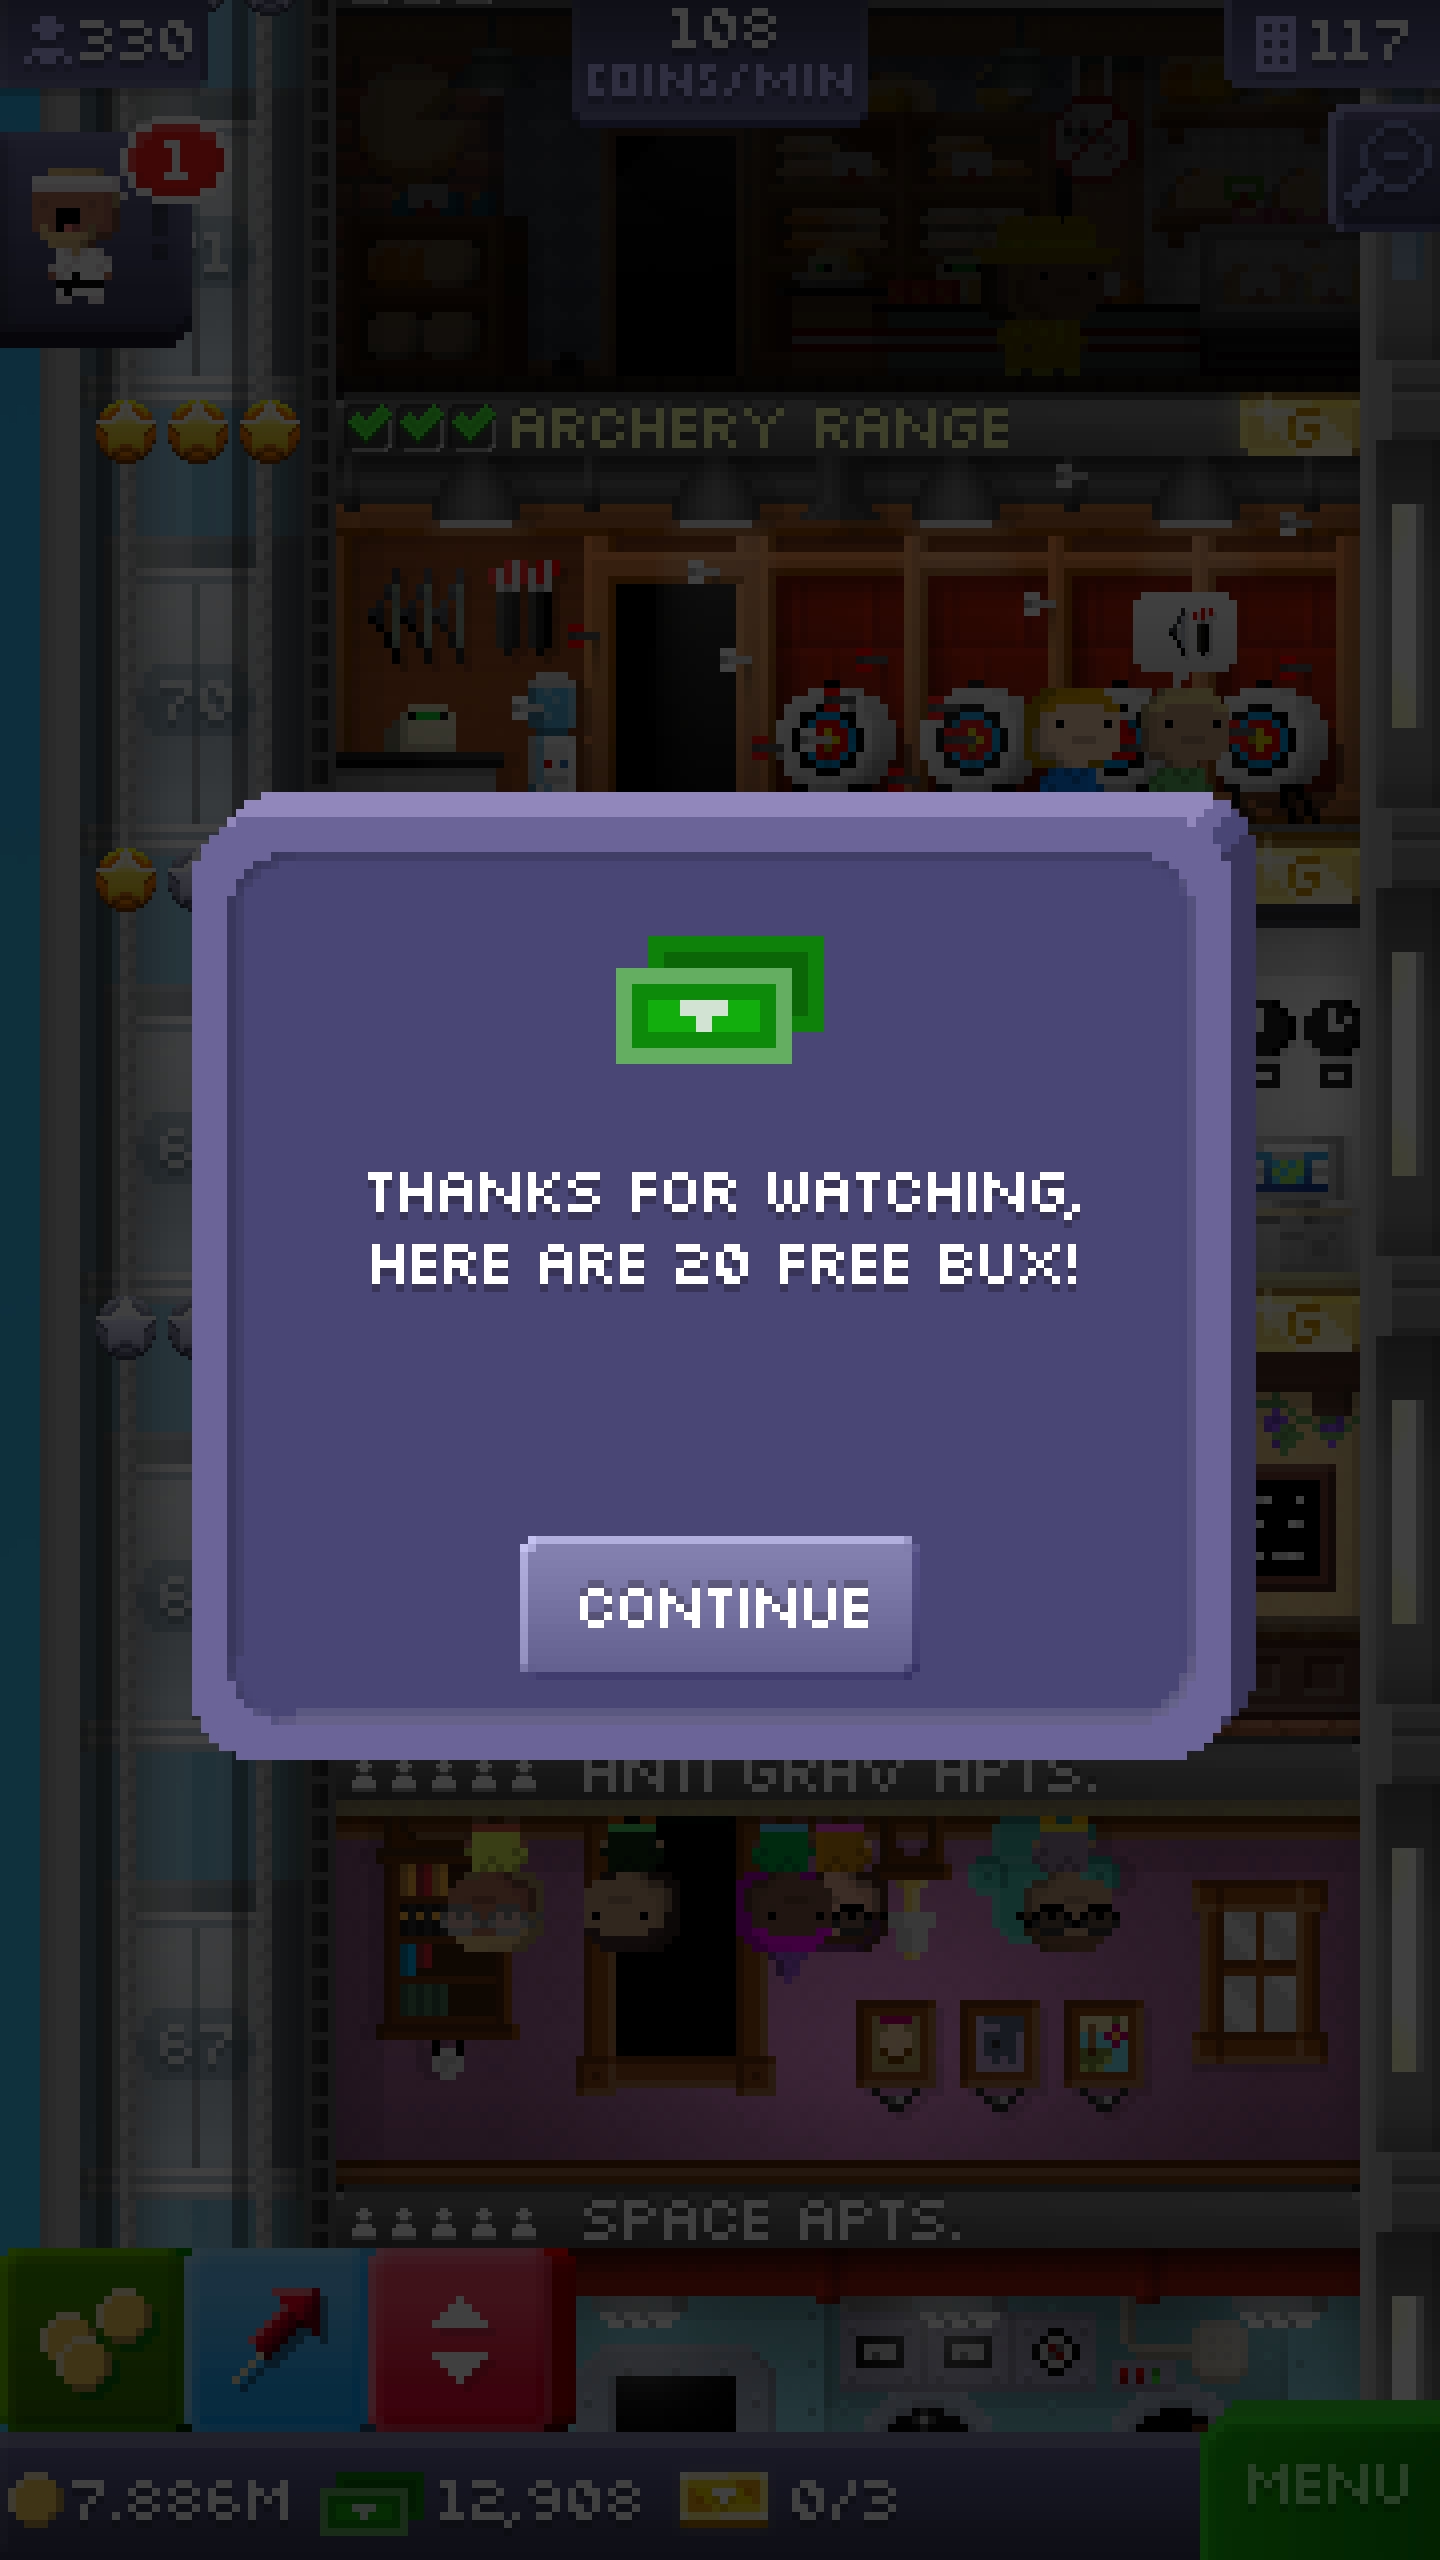 330
108
COINS/MIN
117
1
ARCHERY RANGE
G
70
G
THANKS FOR WATCHING,
HERE ARE 20 FREE BUX!
G
CONTINUE
ANTI GRAV APTS.
67
SPACE APTS.
7.886M
12,908
0/3
MENU